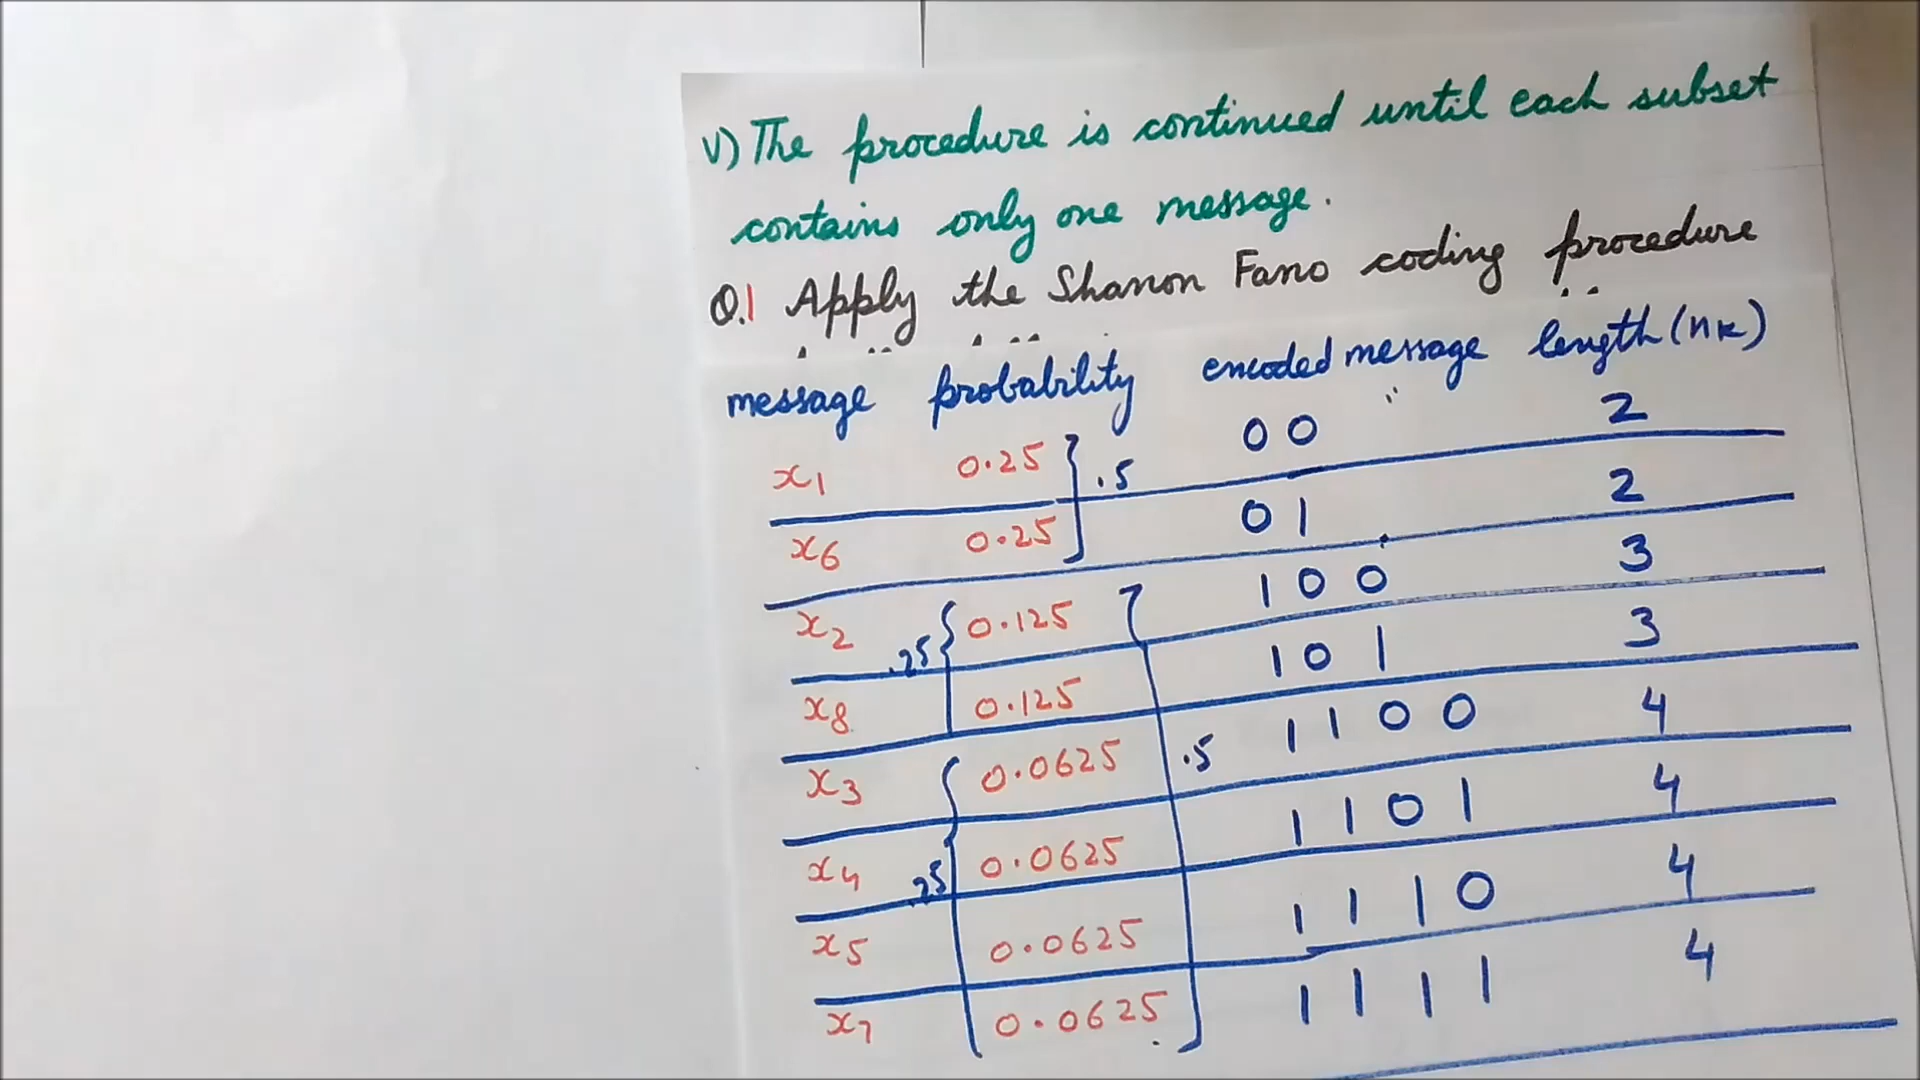 V) The procedure is continued until each subset
contains only one message.
Q.1 Apply the Shanon Fano coding procedure
message probability encoded message length (nk)
x1 0.25 .5 00 2
x6 0.25 01 2
x2 0.125 100 3
.25
x8 0.125 101 3
x3 0.0625 .5 1100 4
x4 0.0625 1101 4
.25
x5 0.0625 1110 4
x7 0.0625 1111 4